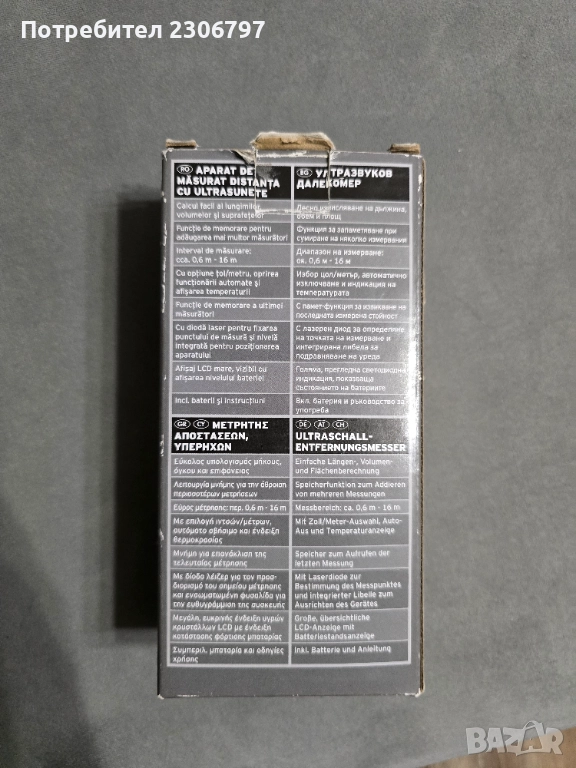 Потребител 2306797
RO APARAT DE
MĂSURAT DISTANȚA
CU ULTRASUNETE
Calcul facil al lungimilor,
volumelor și suprafețelor
Funcție de memorare pentru
adăugarea mai multor măsurători
Interval de măsurare:
cca. 0,6 m - 16 m
Cu opțiune țol/metru, oprirea
funcționării automate și
afișarea temperaturii
Funcție de memorare a ultimei
măsurători
Cu diodă laser pentru fixarea
punctului de măsură și nivelă
integrată pentru poziționarea
aparatului
Afișaj LCD mare, vizibil cu
afișarea nivelului bateriei
Incl. baterii și instrucțiuni
BG УЛТРАЗВУКОВ
ДАЛЕКОМЕР
Лесно изчисляване на дължина,
обем и площ
Функция за запаметяване при
сумиране на няколко измервания
Диапазон на измерване:
ок. 0,6 м - 16 м
Избор цол/метър, автоматично
изключване и индикация на
температурата
С памет-функция за извикване на
последната измерена стойност
С лазерен диод за определяне
на точката на измерване и
интегрирана либела за
подравняване на уреда
Голяма, прегледна светодиодна
индикация, показваща
състоянието на батериите
Вкл. батерия и ръководство за
употреба
GR CY ΜΕΤΡΗΤΗΣ
ΑΠΟΣΤΑΣΕΩΝ,
ΥΠΕΡΗΧΩΝ
Εύκολος υπολογισμός μήκους,
όγκου και επιφάνειας
Λειτουργία μνήμης για την άθροιση
περισσοτέρων μετρήσεων
Εύρος μέτρησης: περ. 0,6 m - 16 m
Με επιλογή ιντσών/μέτρων,
αυτόματο σβήσιμο και ένδειξη
θερμοκρασίας
Μνήμη για επανάκληση της
τελευταίας μέτρησης
Με δίοδο λέιζερ για τον προσ-
διορισμό του σημείου μέτρησης
και ενσωματωμένη φυσαλίδα για
την ευθυγράμμιση της συσκευής
Μεγάλη, ευκρινής ένδειξη υγρών
κρυστάλλων LCD με ένδειξη
κατάστασης φόρτισης μπαταρίας
Συμπεριλ. μπαταρία και οδηγίες
χρήσης
DE AT CH
ULTRASCHALL-
ENTFERNUNGSMESSER
Einfache Längen-, Volumen-
und Flächenberechnung
Speicherfunktion zum Addieren
von mehreren Messungen
Messbereich: ca. 0,6 m - 16 m
Mit Zoll/Meter-Auswahl, Auto-
Aus und Temperaturanzeige
Speicher zum Aufrufen der
letzten Messung
Mit Laserdiode zur
Bestimmung des Messpunktes
und integrierter Libelle zum
Ausrichten des Gerätes
Große, übersichtliche
LCD-Anzeige mit
Batteriestandsanzeige
Inkl. Batterie und Anleitung
BAZAR